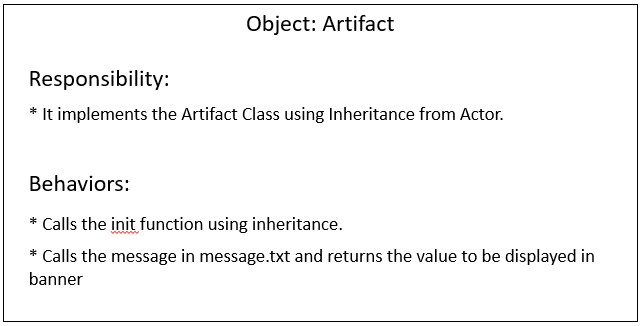 Object: Artifact
Responsibility:
* It implements the Artifact Class using Inheritance from Actor.
Behaviors:
* Calls the init function using inheritance.
* Calls the message in message.txt and returns the value to be displayed in
banner